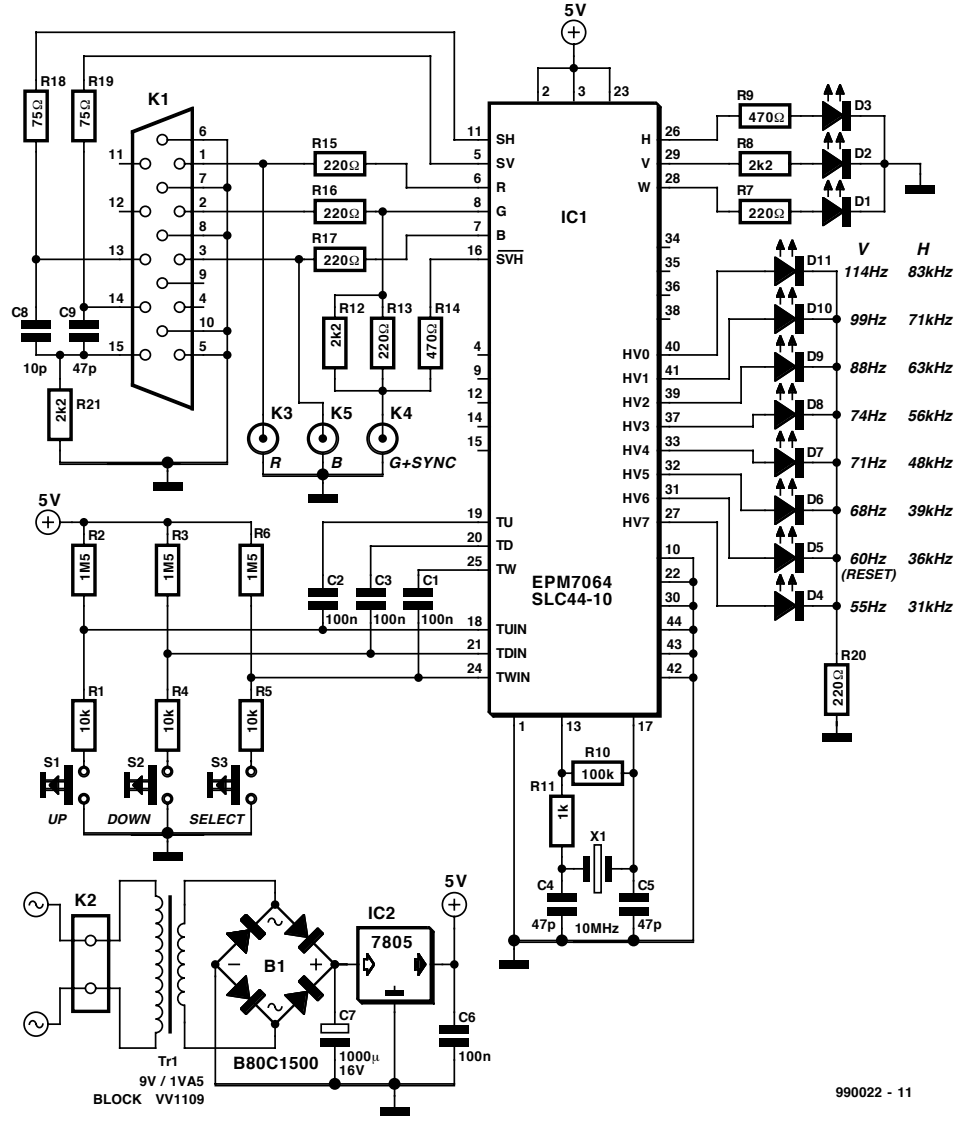 5V
R18
R19
75Ω
75Ω
K1
6
11
1
7
12
2
8
13
3
9
14
4
10
15
5
C8
C9
10p
47p
R21
2k2
R15
220Ω
R16
220Ω
R17
220Ω
R12
R13
R14
2k2
220Ω
470Ω
K3
K5
K4
R
B
G+SYNC
2
3
23
11
SH
5
SV
6
R
8
G
7
B
16
SVH
4
9
12
14
15
IC1
H
26
V
29
W
28
34
35
36
38
HV0
40
HV1
41
HV2
39
HV3
37
HV4
33
HV5
32
HV6
31
HV7
27
10
22
30
44
43
42
R9
470Ω
D3
R8
2k2
D2
R7
220Ω
D1
V
H
D11
114Hz
83kHz
D10
99Hz
71kHz
D9
88Hz
63kHz
D8
74Hz
56kHz
D7
71Hz
48kHz
D6
68Hz
39kHz
D5
60Hz
36kHz
(RESET)
D4
55Hz
31kHz
R20
220Ω
5V
R2
R3
R6
1M5
1M5
1M5
C2
C3
C1
100n
100n
100n
19
TU
20
TD
25
TW
18
TUIN
21
TDIN
24
TWIN
EPM7064
SLC44-10
R1
R4
R5
10k
10k
10k
S1
S2
S3
UP
DOWN
SELECT
1
13
17
R10
100k
R11
1k
X1
C4
C5
47p
10MHz
47p
K2
Tr1
9V / 1VA5
BLOCK VV1109
B1
B80C1500
C7
1000µ
16V
IC2
7805
5V
C6
100n
990022 - 11